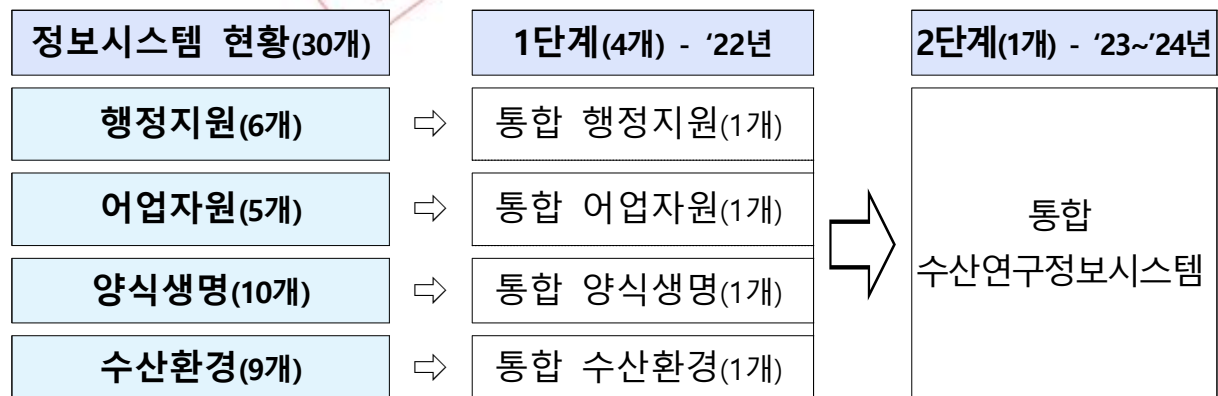 정보시스템 현황(30개) 1단계(4개) - ‘22년 2단계(1개) - ‘23~’24년
행정지원(6개) ⇨ 통합 행정지원(1개)
어업자원(5개) ⇨ 통합 어업자원(1개)
양식생명(10개) ⇨ 통합 양식생명(1개)
수산환경(9개) ⇨ 통합 수산환경(1개)
통합
수산연구정보시스템